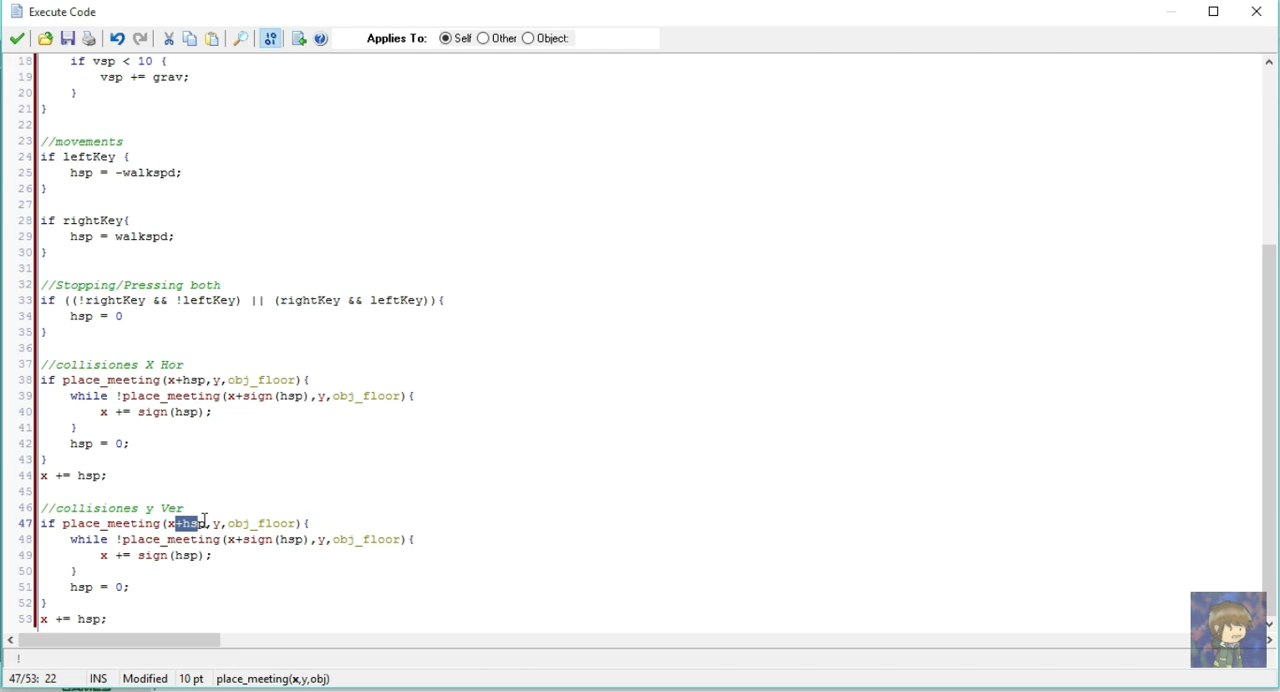 Execute Code
Applies To: Self Other Object:
18 if vsp < 10 {
19 vsp += grav;
20 }
21 }
22
23 //movements
24 if leftKey {
25 hsp = -walkspd;
26 }
27
28 if rightKey{
29 hsp = walkspd;
30 }
31
32 //Stopping/Pressing both
33 if ((!rightKey && !leftKey) || (rightKey && leftKey)){
34 hsp = 0
35 }
36
37 //collisiones X Hor
38 if place_meeting(x+hsp,y,obj_floor){
39 while !place_meeting(x+sign(hsp),y,obj_floor){
40 x += sign(hsp);
41 }
42 hsp = 0;
43 }
44 x += hsp;
45
46 //collisiones y Ver
47 if place_meeting(x+hsp,y,obj_floor){
48 while !place_meeting(x+sign(hsp),y,obj_floor){
49 x += sign(hsp);
50 }
51 hsp = 0;
52 }
53 x += hsp;
!
47/53: 22 INS Modified 10 pt place_meeting(x,y,obj)